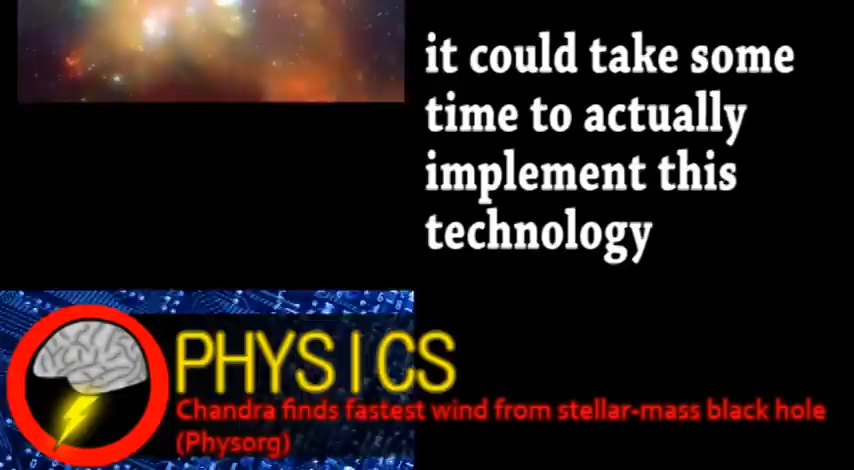 it could take some
time to actually
implement this
technology
PHYSICS
Chandra finds fastest wind from stellar-mass black hole
(Physorg)